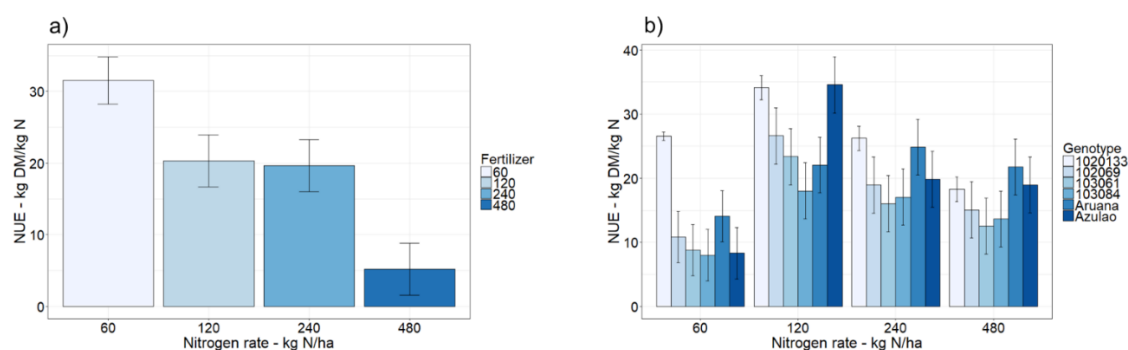 a)
NUE - kg DM/kg N
30
20
10
0
60
120
240
480
Nitrogen rate - kg N/ha
Fertilizer
60
120
240
480
b)
NUE - kg DM/kg N
40
30
20
10
0
60
120
240
480
Nitrogen rate - kg N/ha
Genotype
1020133
102069
103061
103084
Aruana
Azulao